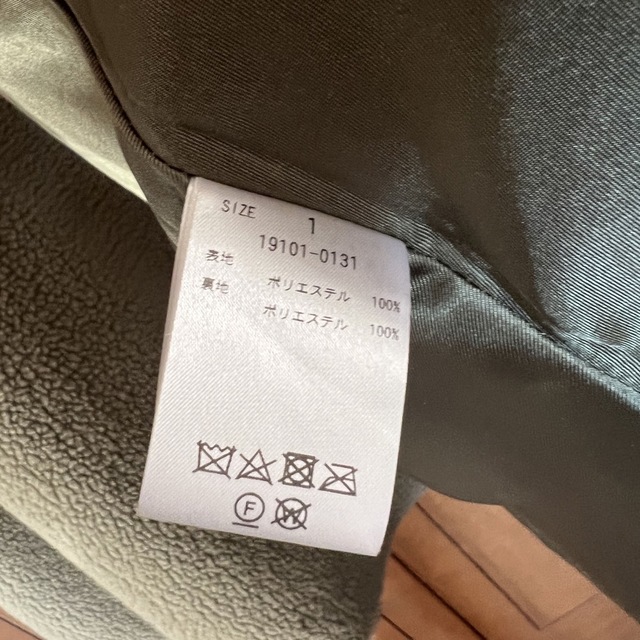 SIZE 1
19101-0131
表地 ポリエステル 100%
裏地 ポリエステル 100%
F
W